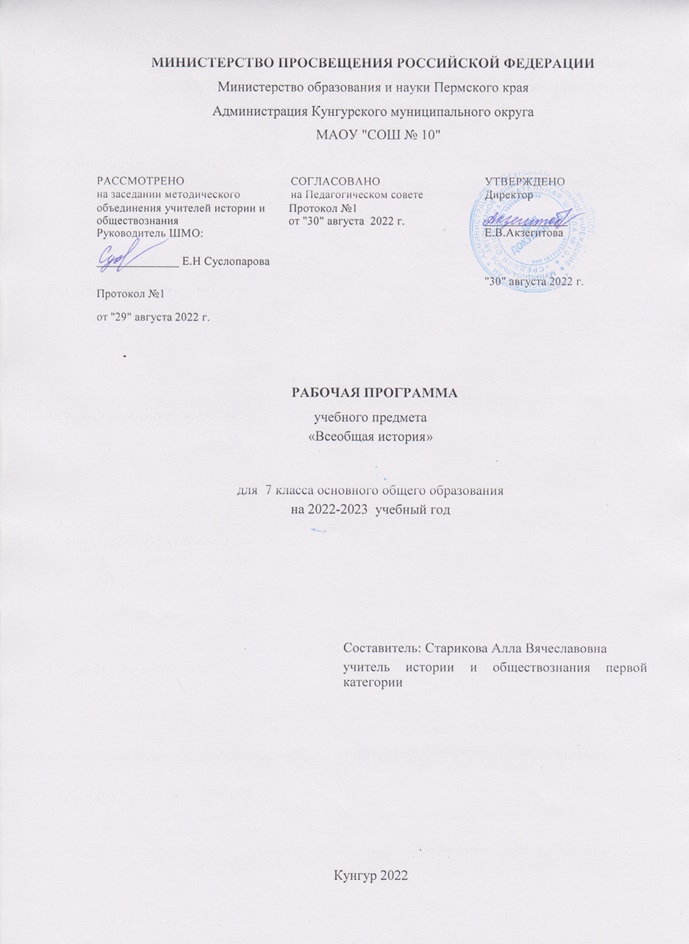 МИНИСТЕРСТВО ПРОСВЕЩЕНИЯ РОССИЙСКОЙ ФЕДЕРАЦИИ
Министерство образования и науки Пермского края
Администрация Кунгурского муниципального округа
МАОУ "СОШ № 10"
РАССМОТРЕНО
на заседании методического
объединения учителей истории и
обществознания
Руководитель ШМО:
Е.Н Суслопарова
Протокол №1
от "29" августа 2022 г.
СОГЛАСОВАНО
на Педагогическом совете
Протокол №1
от "30" августа 2022 г.
УТВЕРЖДЕНО
Директор
Акзегитова
Е.В.Акзегитова
"30" августа 2022 г.
РАБОЧАЯ ПРОГРАММА
учебного предмета
«Всеобщая история»
для 7 класса основного общего образования
на 2022-2023 учебный год
Составитель: Старикова Алла Вячеславовна
учитель истории и обществознания первой
категории
Кунгур 2022